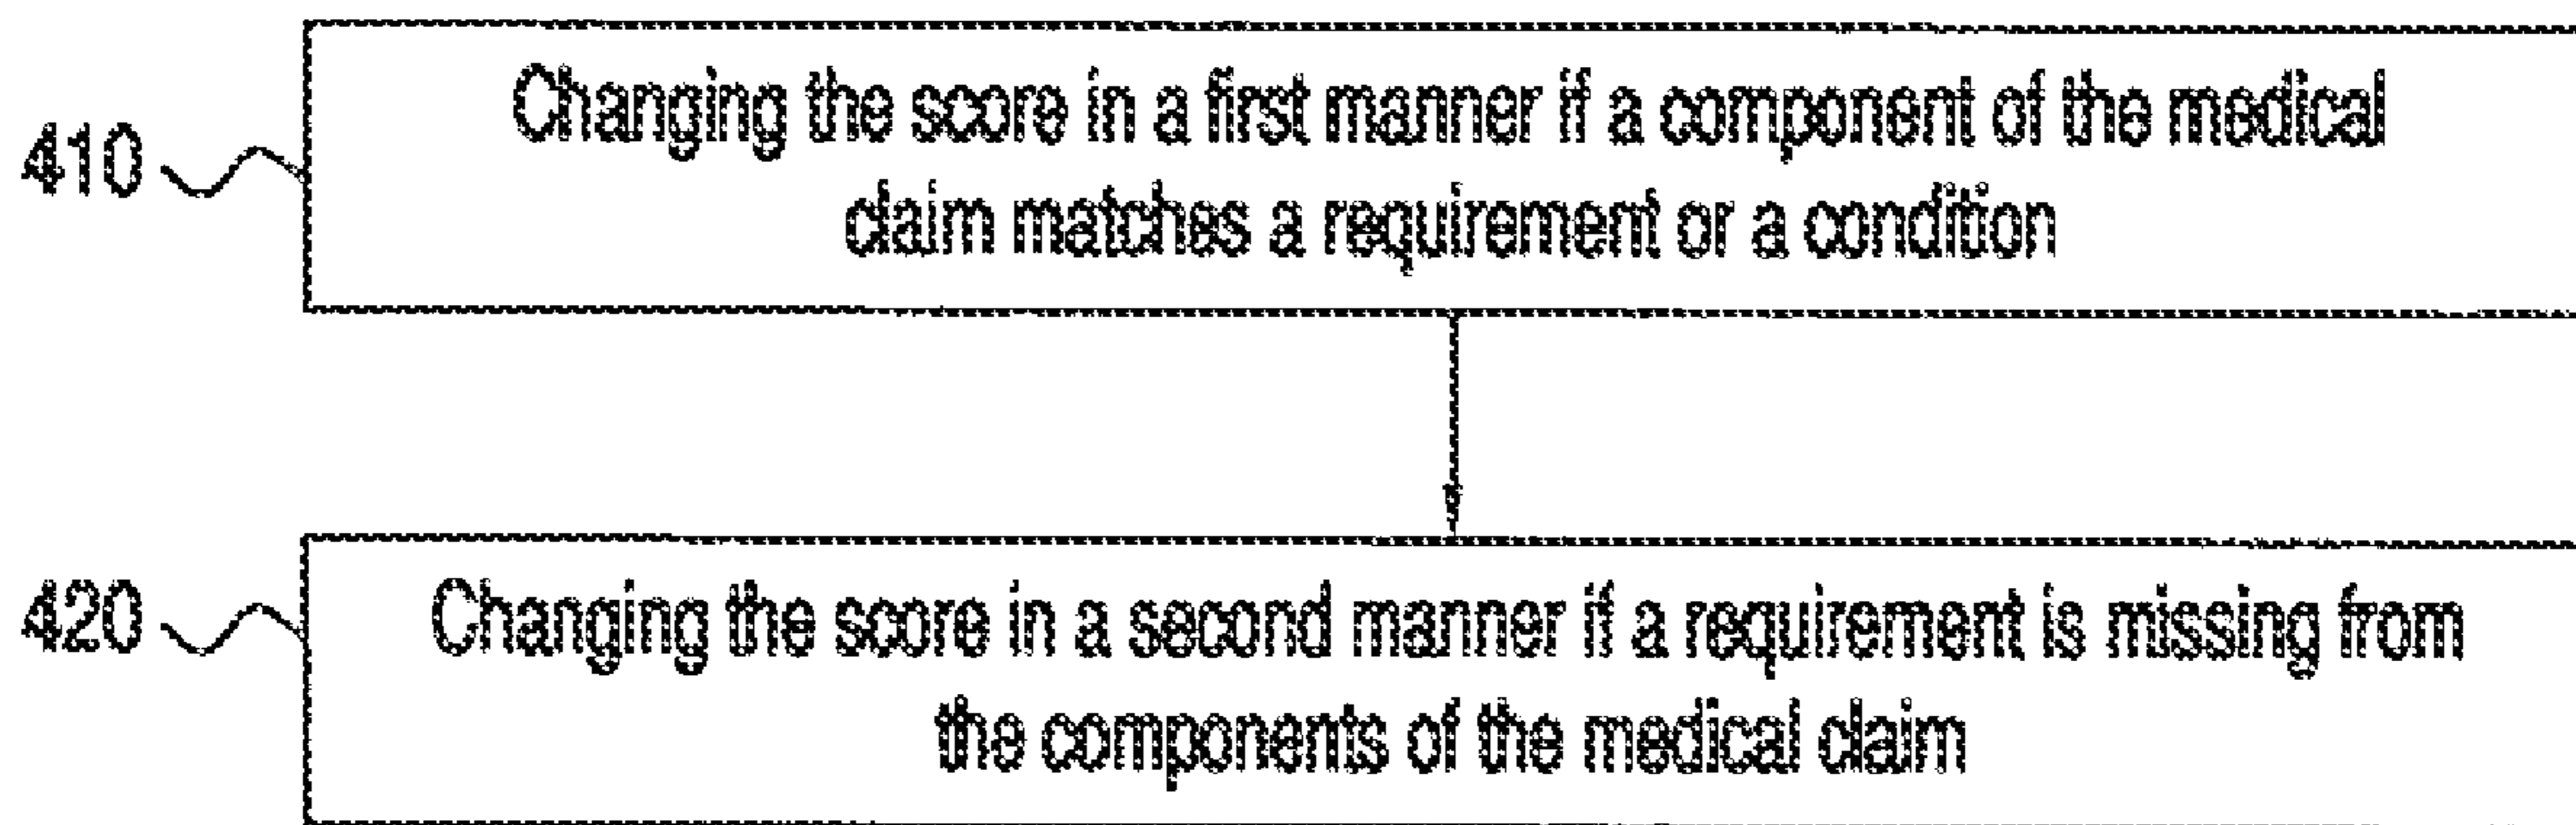 410
Changing the score in a first manner if a component of the medical
claim matches a requirement or a condition
420
Changing the score in a second manner if a requirement is missing from
the components of the medical claim